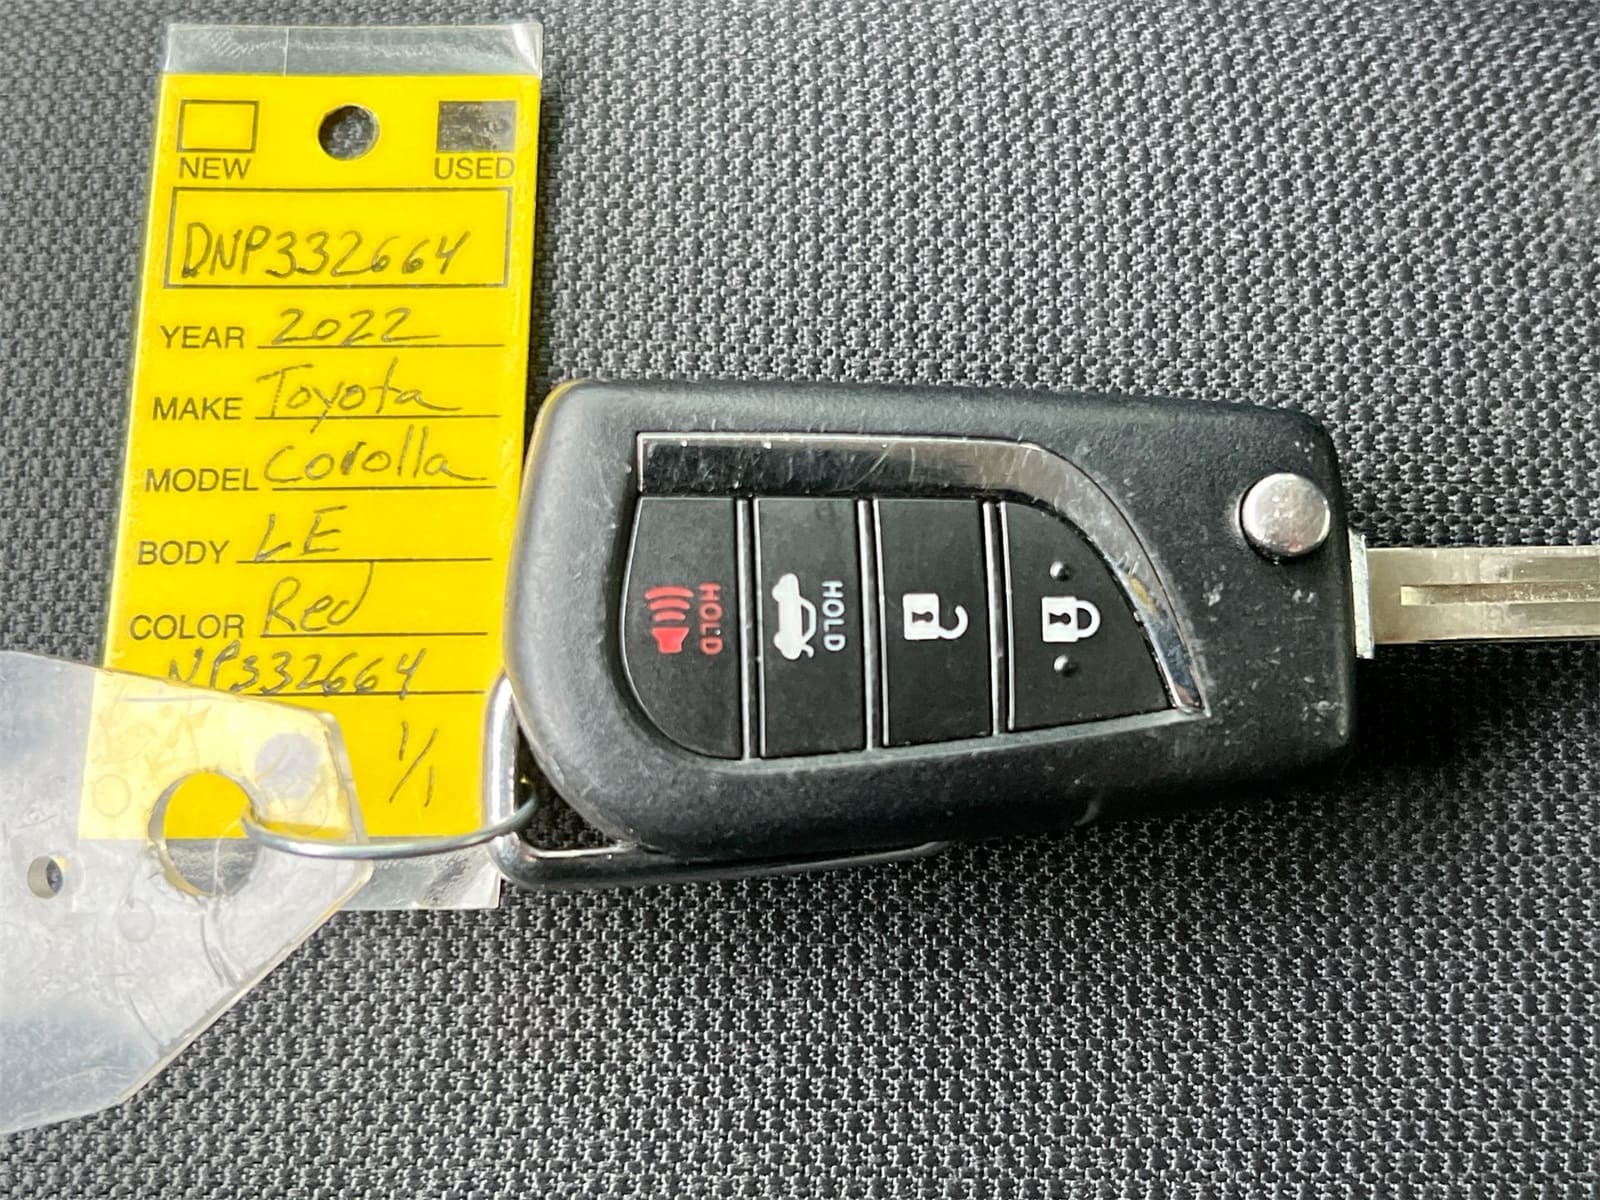 NEW USED
DNP332664
YEAR 2022
MAKE Toyota
MODEL Corolla
BODY LE
COLOR Red
NP332664
1/1
HOLD
HOLD